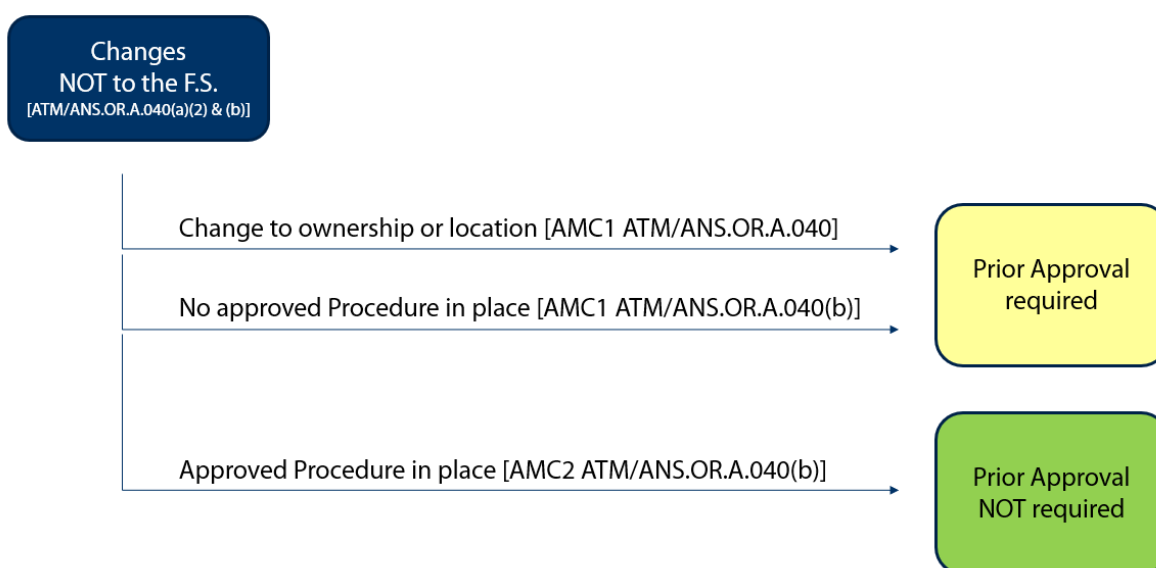 Changes
NOT to the F.S.
[ATM/ANS.OR.A.040(a)(2) & (b)]
Change to ownership or location [AMC1 ATM/ANS.OR.A.040]
No approved Procedure in place [AMC1 ATM/ANS.OR.A.040(b)]
Prior Approval
required
Approved Procedure in place [AMC2 ATM/ANS.OR.A.040(b)]
Prior Approval
NOT required